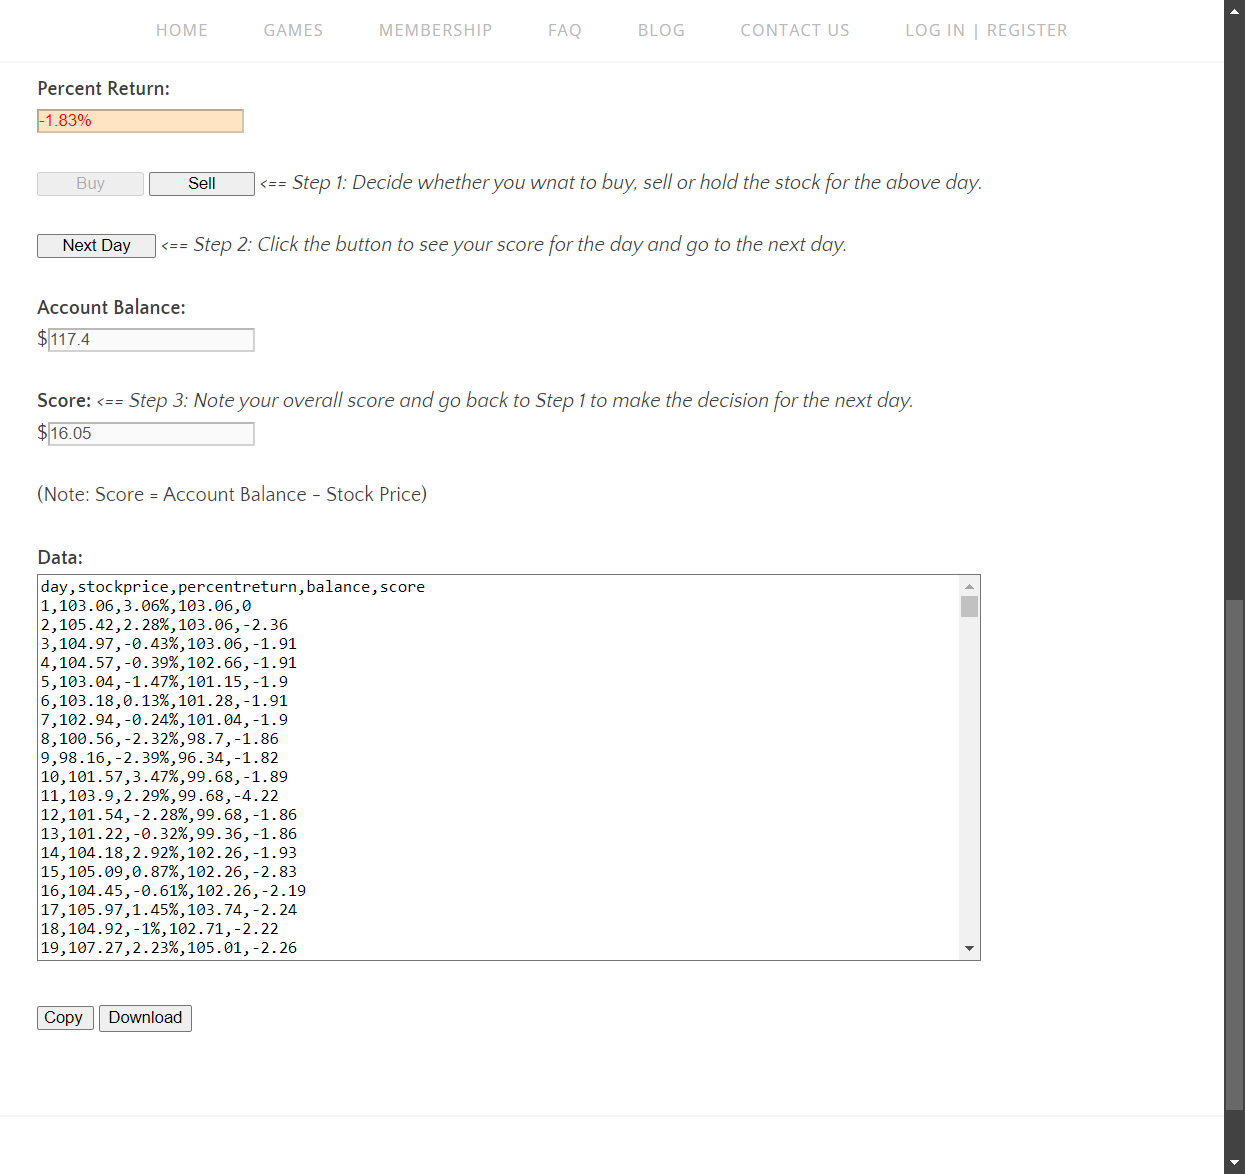 HOME GAMES MEMBERSHIP FAQ BLOG CONTACT US LOG IN | REGISTER
Percent Return:
-1.83%
Buy Sell <== Step 1: Decide whether you wnat to buy, sell or hold the stock for the above day.
Next Day <== Step 2: Click the button to see your score for the day and go to the next day.
Account Balance:
$117.4
Score: <== Step 3: Note your overall score and go back to Step 1 to make the decision for the next day.
$16.05
(Note: Score = Account Balance - Stock Price)
Data:
day,stockprice,percentreturn,balance,score
1,103.06,3.06%,103.06,0
2,105.42,2.28%,103.06,-2.36
3,104.97,-0.43%,103.06,-1.91
4,104.57,-0.39%,102.66,-1.91
5,103.04,-1.47%,101.15,-1.9
6,103.18,0.13%,101.28,-1.91
7,102.94,-0.24%,101.04,-1.9
8,100.56,-2.32%,98.7,-1.86
9,98.16,-2.39%,96.34,-1.82
10,101.57,3.47%,99.68,-1.89
11,103.9,2.29%,99.68,-4.22
12,101.54,-2.28%,99.68,-1.86
13,101.22,-0.32%,99.36,-1.86
14,104.18,2.92%,102.26,-1.93
15,105.09,0.87%,102.26,-2.83
16,104.45,-0.61%,102.26,-2.19
17,105.97,1.45%,103.74,-2.24
18,104.92,-1%,102.71,-2.22
19,107.27,2.23%,105.01,-2.26
Copy Download